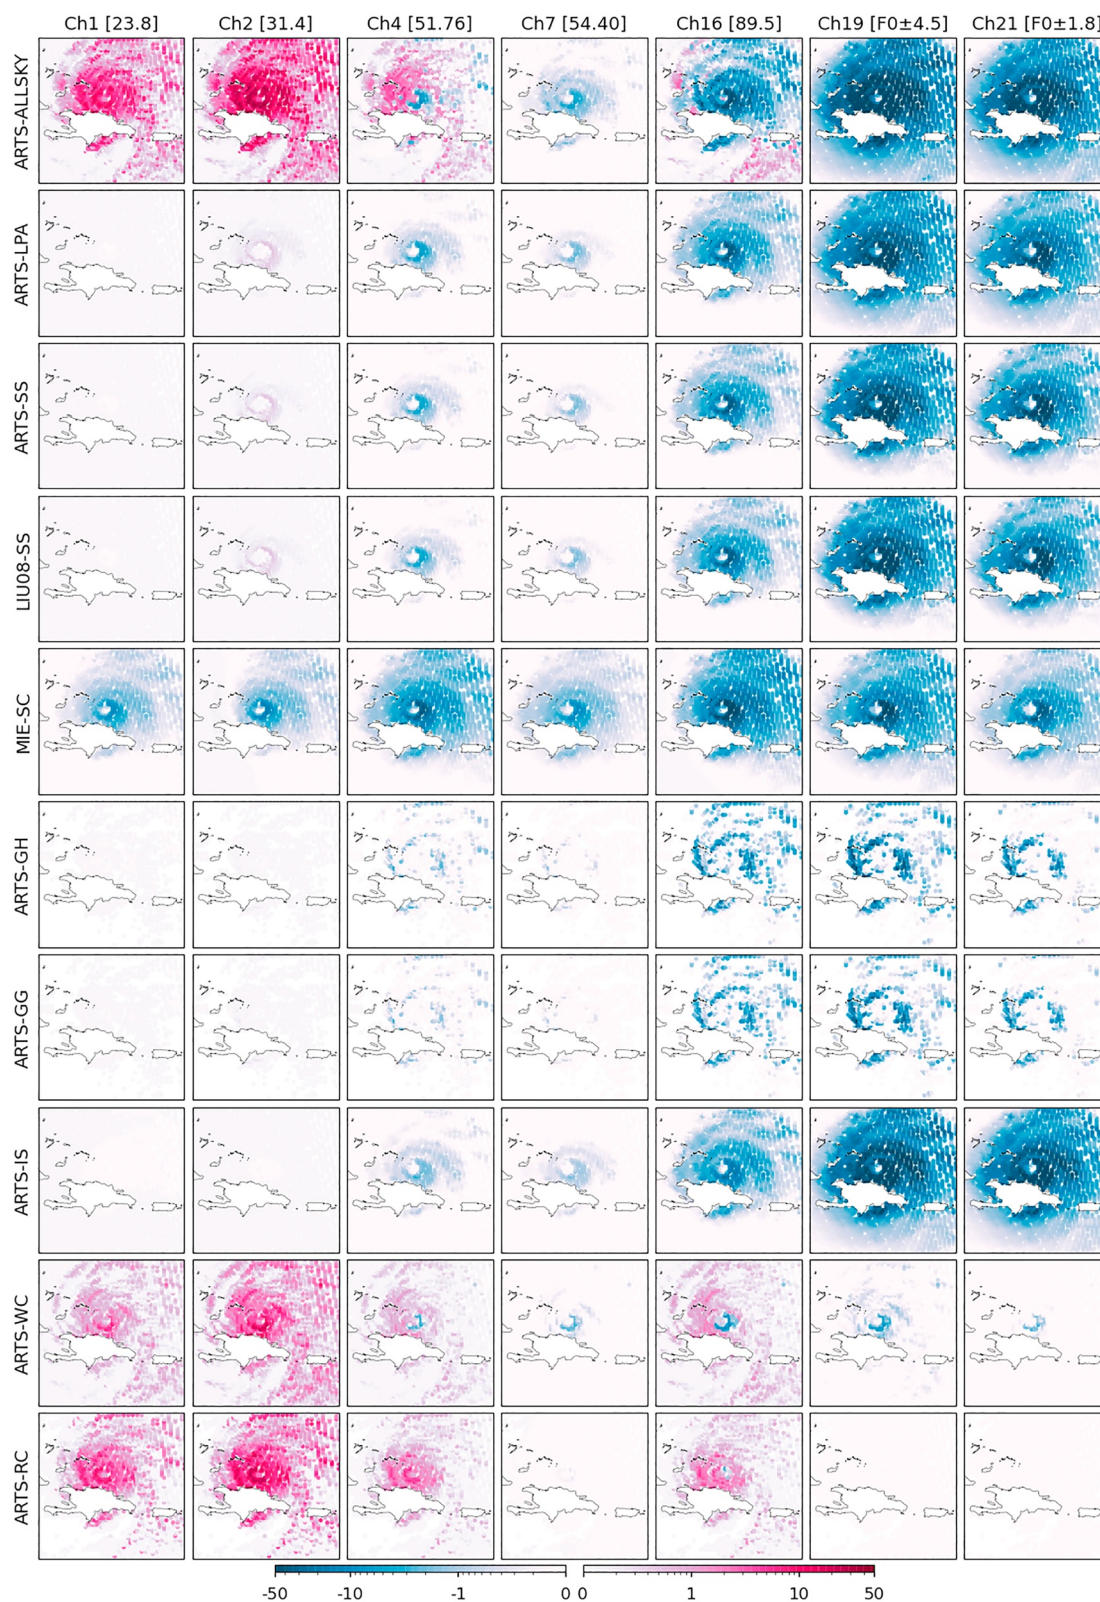 Ch1 [23.8] Ch2 [31.4] Ch4 [51.76] Ch7 [54.40] Ch16 [89.5] Ch19 [F0±4.5] Ch21 [F0±1.8]
ARTS-ALLSKY
ARTS-LPA
ARTS-SS
LIU08-SS
MIE-SC
ARTS-GH
ARTS-GG
ARTS-IS
ARTS-WC
ARTS-RC
-50 -10 -1 0 0 1 10 50